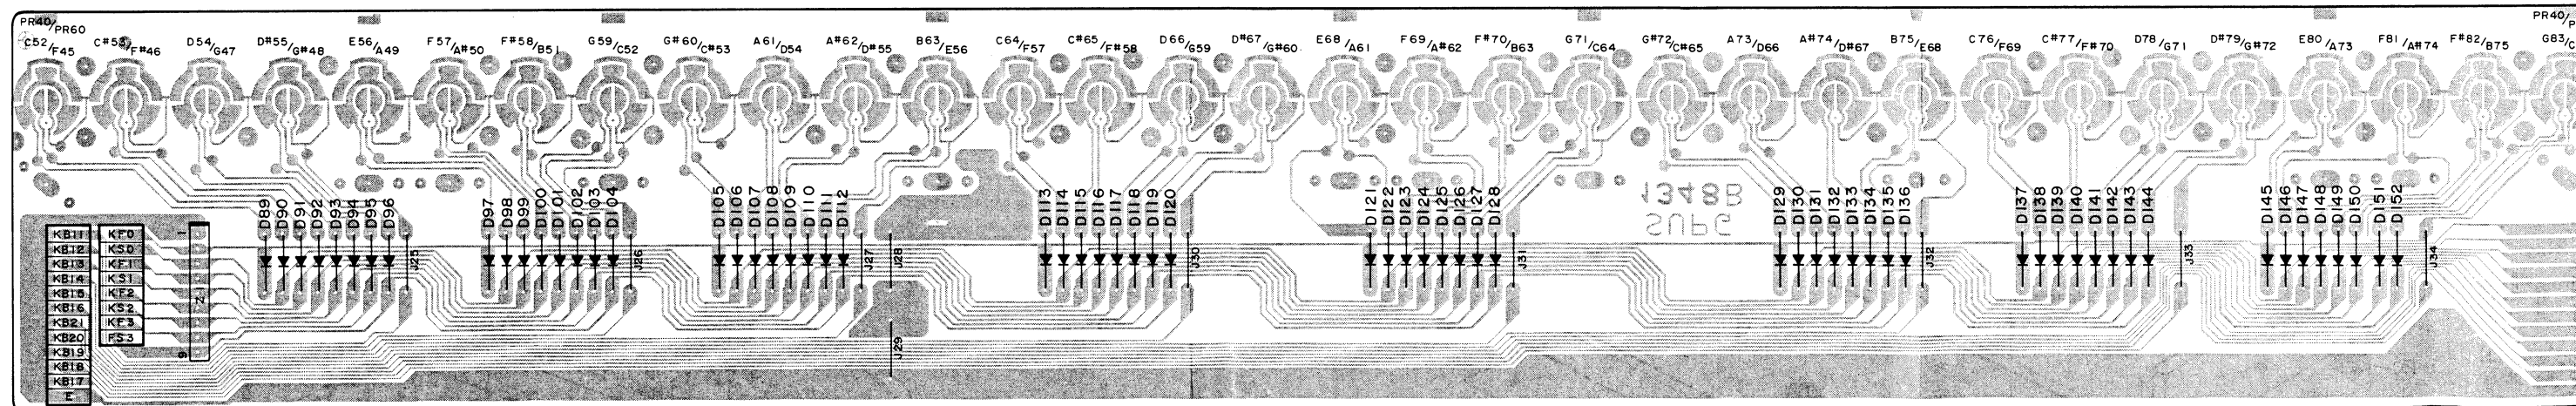 PR40/PR60
PR40/P
C52/F45 C#53/F#46 D54/G47 D#55/G#48 E56/A49 F57/A#50 F#58/B51 G59/C52 G#60/C#53 A61/D54 A#62/D#55 B63/E56 C64/F57 C#65/F#58 D66/G59 D#67/G#60 E68/A61 F69/A#62 F#70/B63 G71/C64 G#72/C#65 A73/D66 A#74/D#67 B75/E68 C76/F69 C#77/F#70 D78/G71 D#79/G#72 E80/A73 F81/A#74 F#82/B75 G83/C
1348B
SUPG
D89 D90 D91 D92 D93 D94 D95 D96 D97 D98 D99 D100 D101 D102 D103 D104 D105 D106 D107 D108 D109 D110 D111 D112 D113 D114 D115 D116 D117 D118 D119 D120 D121 D122 D123 D124 D125 D126 D127 D128 D129 D130 D131 D132 D133 D134 D135 D136 D137 D138 D139 D140 D141 D142 D143 D144 D145 D146 D147 D148 D149 D150 D151 D152
J25 J26 J27 J28 J30 J31 J32 J33 J34
J29
KB11 KF0 1
KB12 KS0
KB13 KF1
KB14 KS1
KB15 KF2
KB16 KS2
KB21 KF3
KB20 FS3
KB19 9
KB18
KB17
E